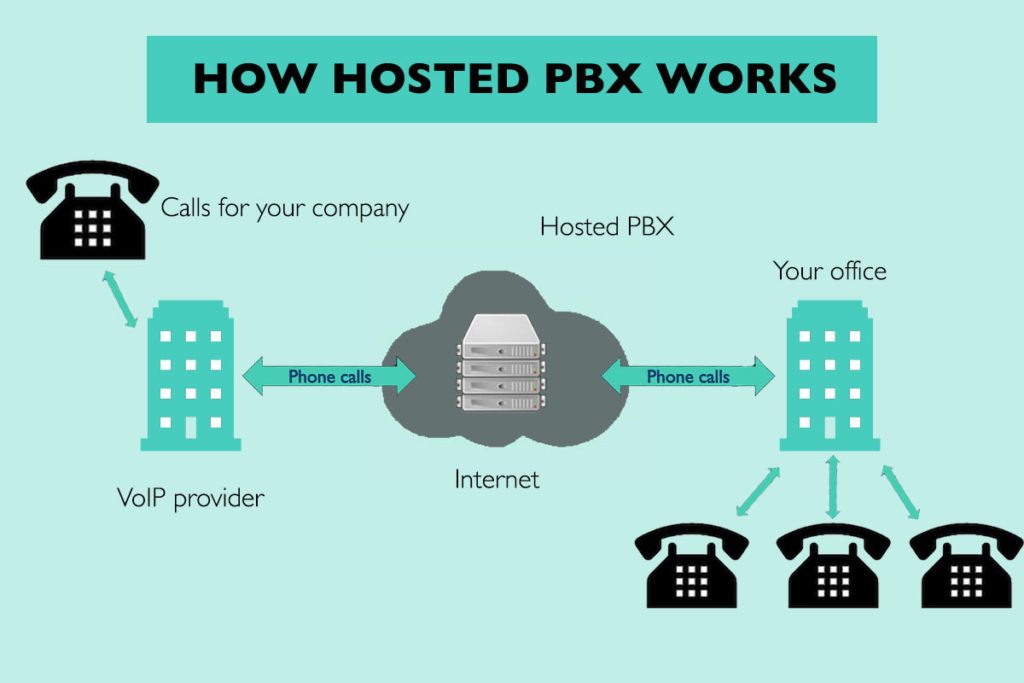 HOW HOSTED PBX WORKS
Calls for your company
Hosted PBX
Your office
Phone calls
Phone calls
Internet
VoIP provider